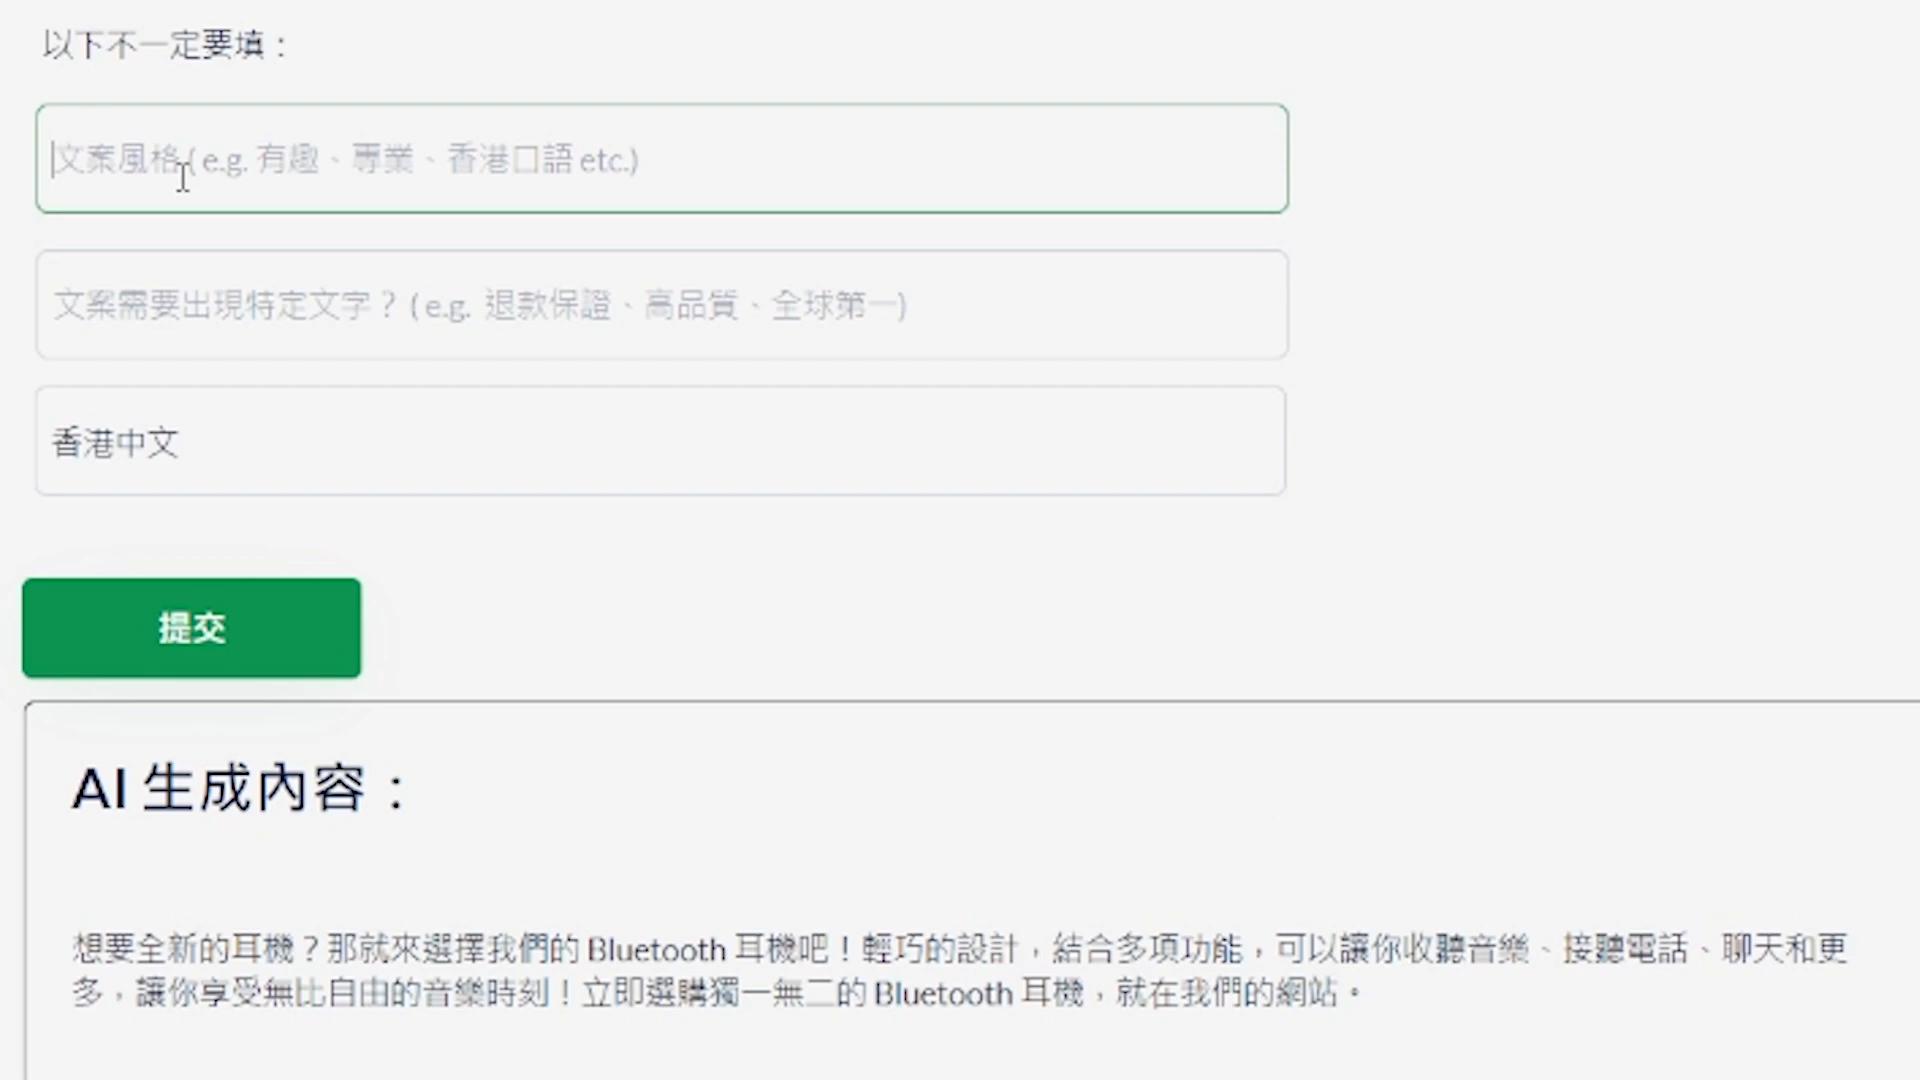 以下不一定要填：
文案風格 ( e.g. 有趣、專業、香港口語 etc.)
文案需要出現特定文字？ ( e.g. 退款保證、高品質、全球第一)
香港中文
提交
AI 生成內容：
想要全新的耳機？那就來選擇我們的 Bluetooth 耳機吧！輕巧的設計，結合多項功能，可以讓你收聽音樂、接聽電話、聊天和更
多，讓你享受無比自由的音樂時刻！立即選購獨一無二的 Bluetooth 耳機，就在我們的網站。